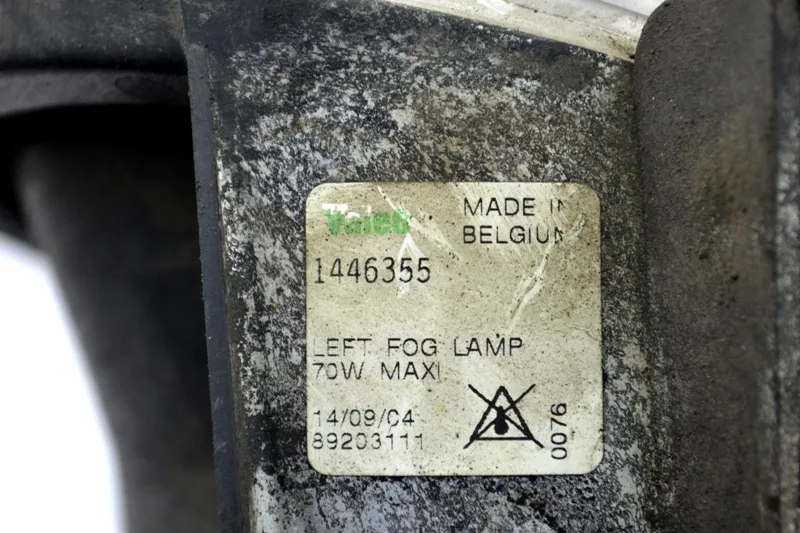 Valeo
MADE IN
BELGIUM
1446355
LEFT FOG LAMP
70W MAXI
14/09/04
89203111
0076